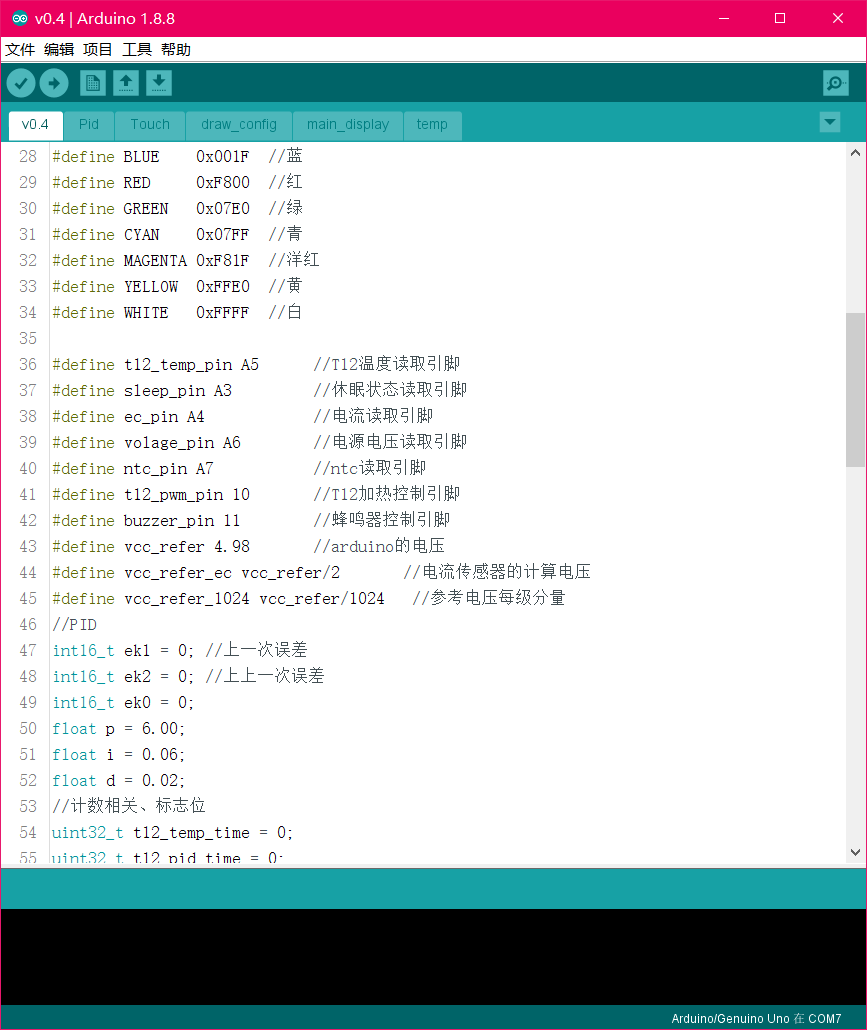 v0.4 | Arduino 1.8.8
文件 编辑 项目 工具 帮助
v0.4 Pid Touch draw_config main_display temp
28 #define BLUE 0x001F //蓝
29 #define RED 0xF800 //红
30 #define GREEN 0x07E0 //绿
31 #define CYAN 0x07FF //青
32 #define MAGENTA 0xF81F //洋红
33 #define YELLOW 0xFFE0 //黄
34 #define WHITE 0xFFFF //白
35
36 #define t12_temp_pin A5 //T12温度读取引脚
37 #define sleep_pin A3 //休眠状态读取引脚
38 #define ec_pin A4 //电流读取引脚
39 #define volage_pin A6 //电源电压读取引脚
40 #define ntc_pin A7 //ntc读取引脚
41 #define t12_pwm_pin 10 //T12加热控制引脚
42 #define buzzer_pin 11 //蜂鸣器控制引脚
43 #define vcc_refer 4.98 //arduino的电压
44 #define vcc_refer_ec vcc_refer/2 //电流传感器的计算电压
45 #define vcc_refer_1024 vcc_refer/1024 //参考电压每级分量
46 //PID
47 int16_t ek1 = 0; //上一次误差
48 int16_t ek2 = 0; //上上一次误差
49 int16_t ek0 = 0;
50 float p = 6.00;
51 float i = 0.06;
52 float d = 0.02;
53 //计数相关、标志位
54 uint32_t t12_temp_time = 0;
55 uint32_t t12_pid_time = 0;
Arduino/Genuino Uno 在 COM7